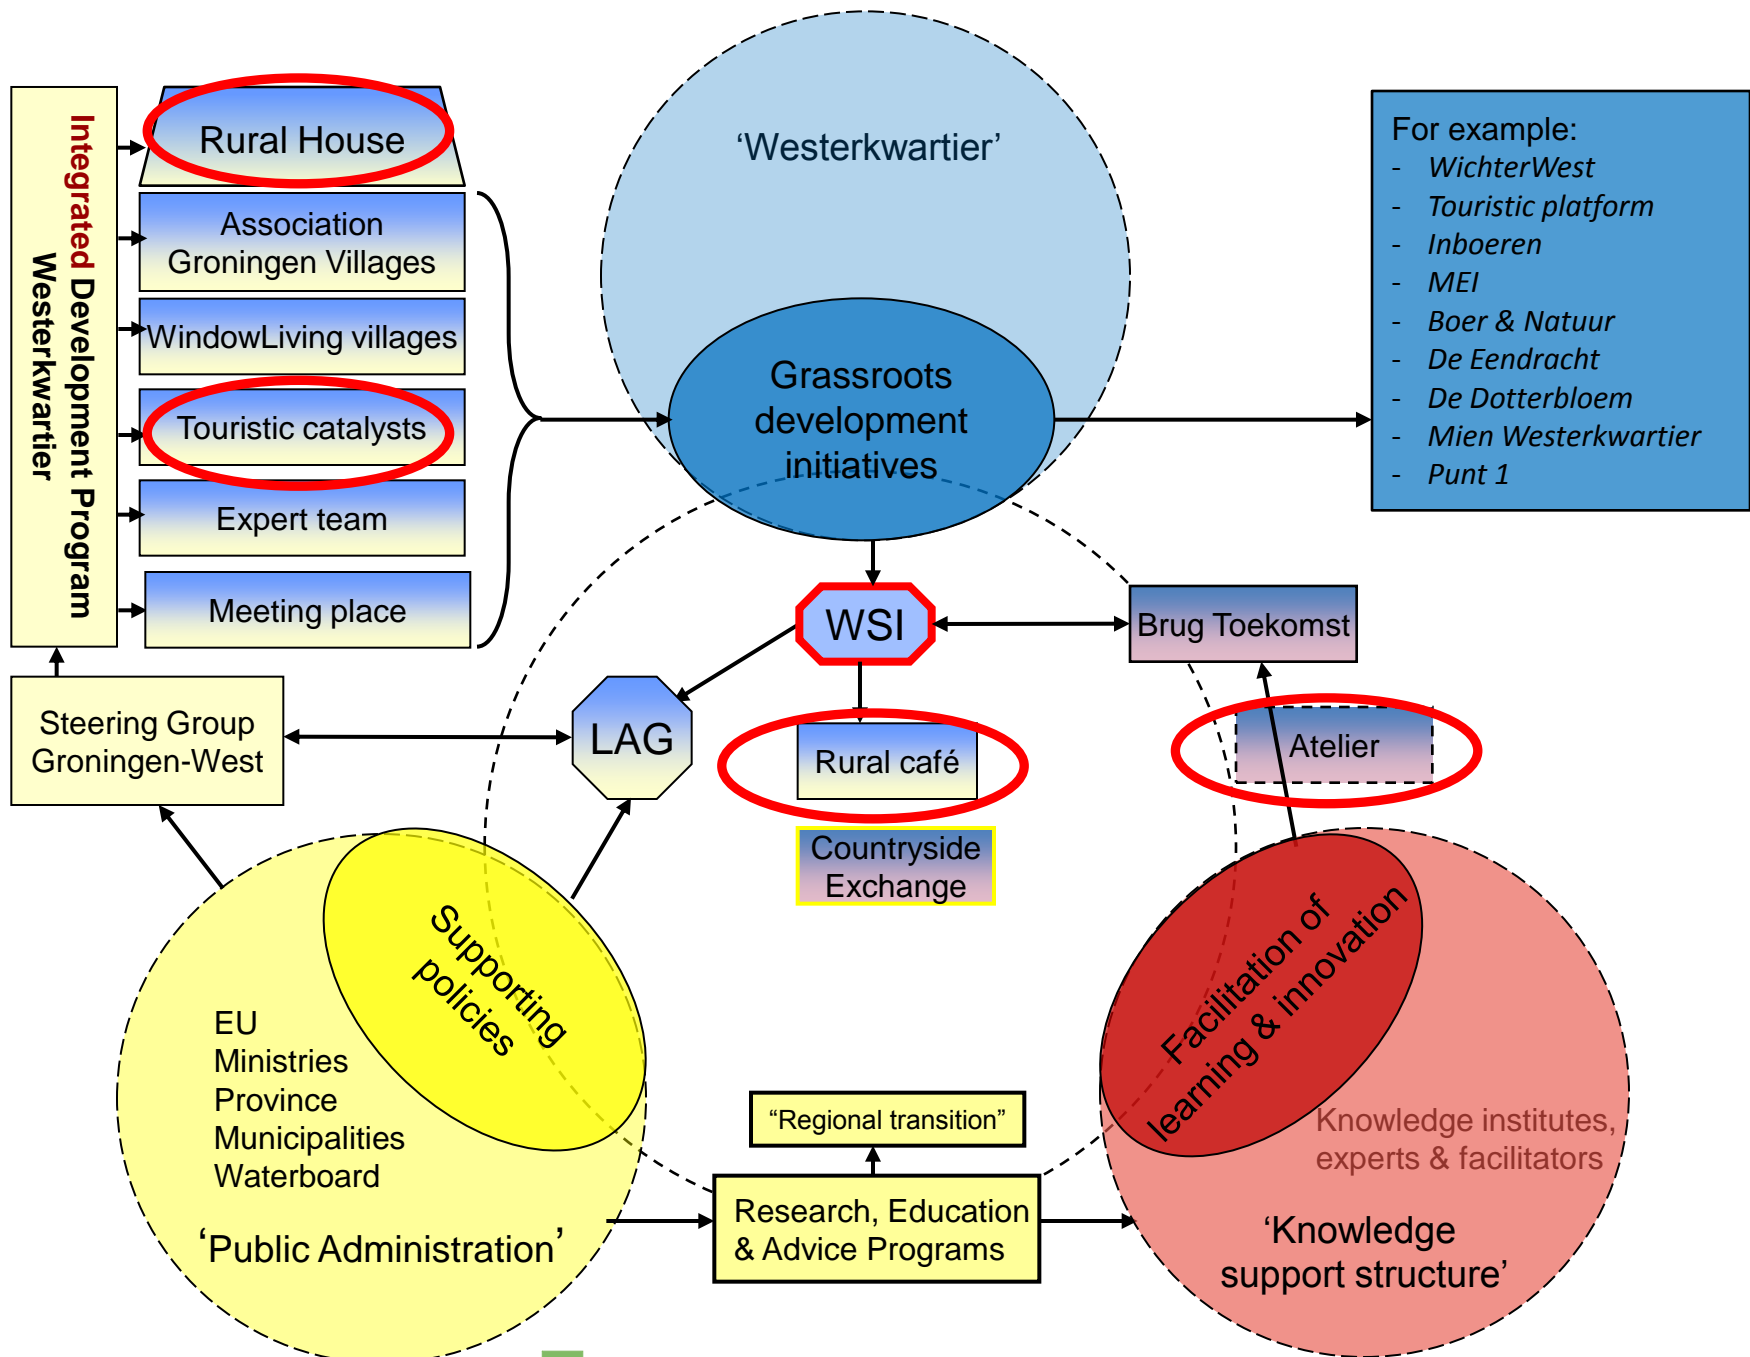 Integrated Development Program
Westerkwartier
Rural House
Association
Groningen Villages
WindowLiving villages
Touristic catalysts
Expert team
Meeting place
Steering Group
Groningen-West
‘Westerkwartier’
Grassroots
development
initiatives
For example:
- WichterWest
- Touristic platform
- Inboeren
- MEI
- Boer & Natuur
- De Eendracht
- De Dotterbloem
- Mien Westerkwartier
- Punt 1
WSI
Brug Toekomst
LAG
Rural café
Atelier
Countryside
Exchange
Supporting
policies
EU
Ministries
Province
Municipalities
Waterboard
‘Public Administration’
“Regional transition”
Research, Education
& Advice Programs
Facilitation of
learning & innovation
Knowledge institutes,
experts & facilitators
‘Knowledge
support structure’